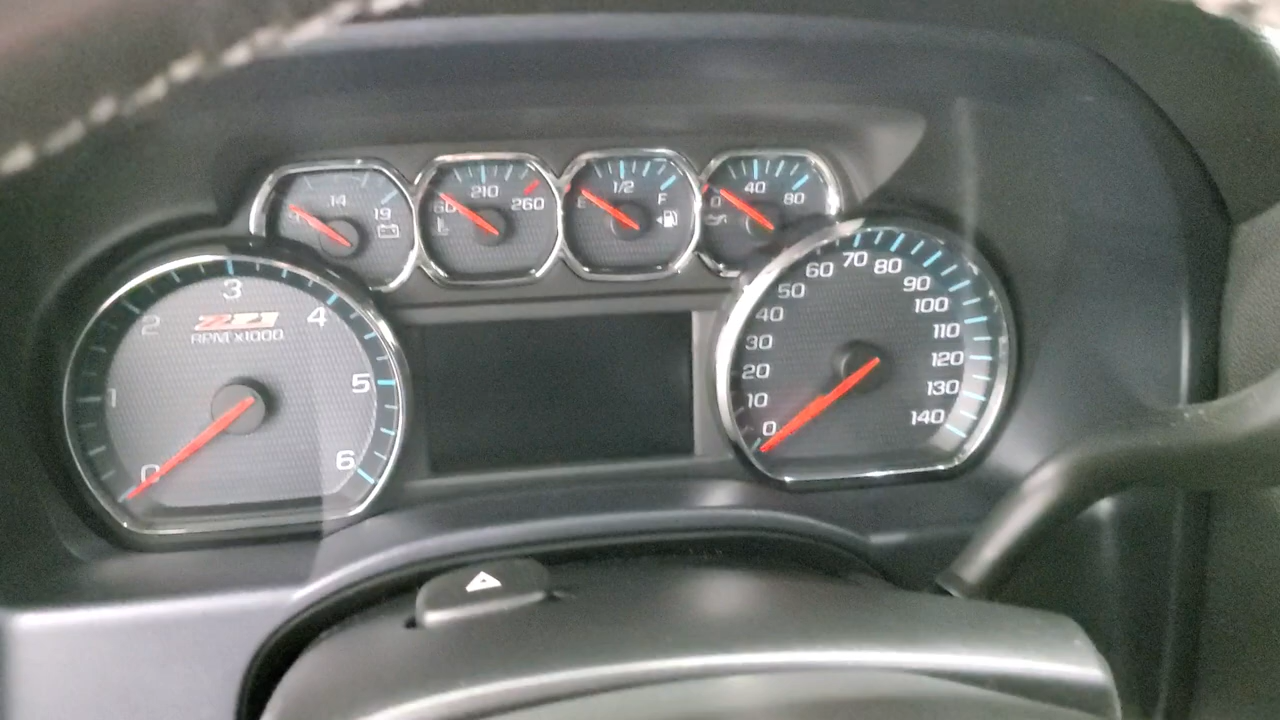 9 14 19
60 210 260
E 1/2 F
0 40 80
Z71
RPM x1000
0 1 2 3 4 5 6
0 10 20 30 40 50 60 70 80 90 100 110 120 130 140